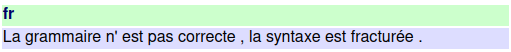 fr
La grammaire n' est pas correcte , la syntaxe est fracturée .